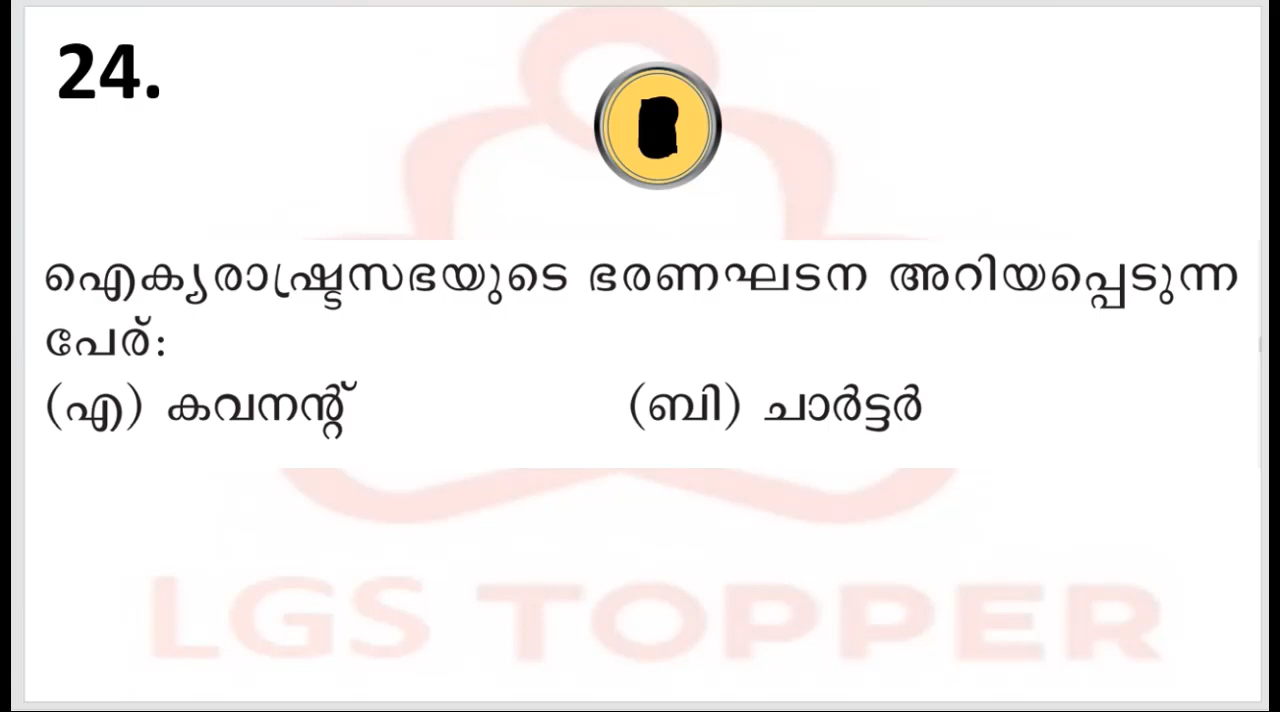 24.
ഐക്യരാഷ്ട്രസഭയുടെ ഭരണഘടന അറിയപ്പെടുന്ന
പേര്:
(എ) കവനന്റ് (ബി) ചാർട്ടർ
LGS TOPPER